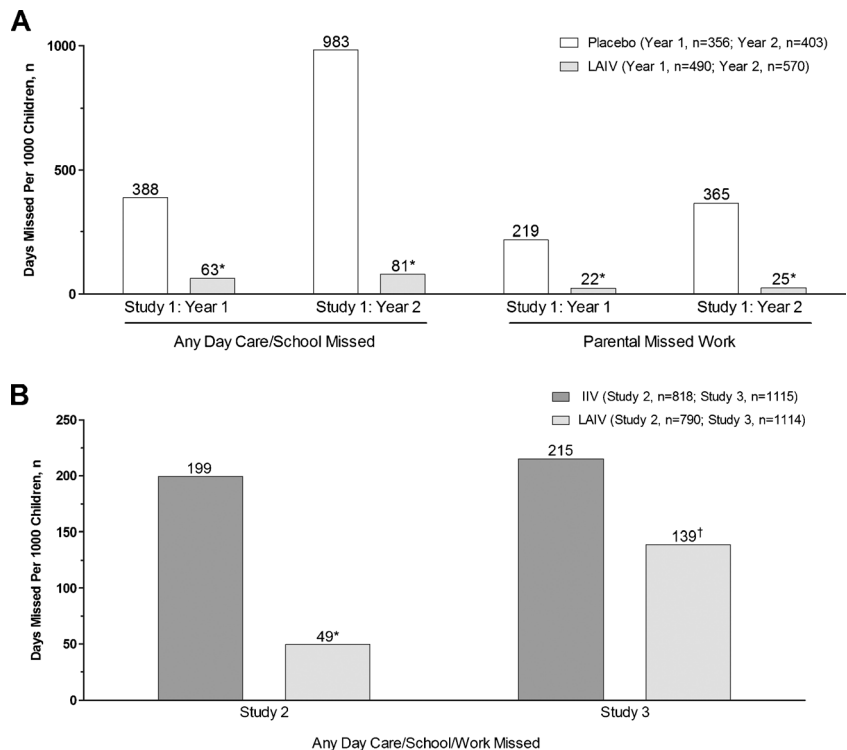 A
Days Missed Per 1000 Children, n
1000
500
0
Placebo (Year 1, n=356; Year 2, n=403)
LAIV (Year 1, n=490; Year 2, n=570)
388
63*
983
81*
219
22*
365
25*
Study 1: Year 1
Study 1: Year 2
Study 1: Year 1
Study 1: Year 2
Any Day Care/School Missed
Parental Missed Work
B
Days Missed Per 1000 Children, n
250
200
150
100
50
0
IIV (Study 2, n=818; Study 3, n=1115)
LAIV (Study 2, n=790; Study 3, n=1114)
199
49*
215
139†
Study 2
Study 3
Any Day Care/School/Work Missed